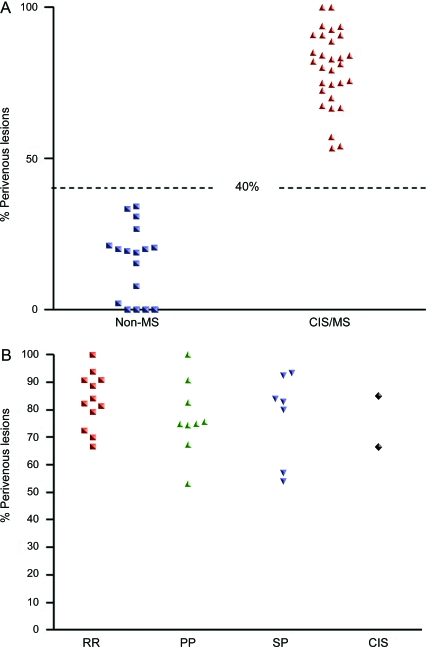 A
100
50
0
% Perivenous lesions
40%
Non-MS
CIS/MS
B
100
90
80
70
60
50
40
30
20
10
0
% Perivenous lesions
RR
PP
SP
CIS